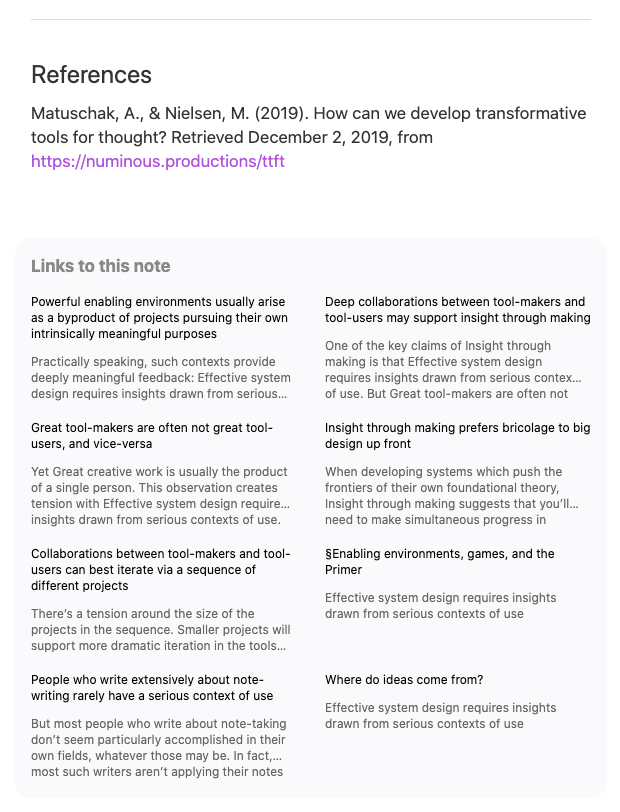 References
Matuschak, A., & Nielsen, M. (2019). How can we develop transformative
tools for thought? Retrieved December 2, 2019, from
https://numinous.productions/ttft
Links to this note
Powerful enabling environments usually arise
as a byproduct of projects pursuing their own
intrinsically meaningful purposes
Practically speaking, such contexts provide
deeply meaningful feedback: Effective system
design requires insights drawn from serious…
Deep collaborations between tool-makers and
tool-users may support insight through making
One of the key claims of Insight through
making is that Effective system design
requires insights drawn from serious contex…
of use. But Great tool-makers are often not
Great tool-makers are often not great tool-
users, and vice-versa
Yet Great creative work is usually the product
of a single person. This observation creates
tension with Effective system design require…
insights drawn from serious contexts of use.
Insight through making prefers bricolage to big
design up front
When developing systems which push the
frontiers of their own foundational theory,
Insight through making suggests that you’ll…
need to make simultaneous progress in
Collaborations between tool-makers and tool-
users can best iterate via a sequence of
different projects
There’s a tension around the size of the
projects in the sequence. Smaller projects will
support more dramatic iteration in the tools…
§Enabling environments, games, and the
Primer
Effective system design requires insights
drawn from serious contexts of use
People who write extensively about note-
writing rarely have a serious context of use
But most people who write about note-taking
don’t seem particularly accomplished in their
own fields, whatever those may be. In fact,…
most such writers aren’t applying their notes
Where do ideas come from?
Effective system design requires insights
drawn from serious contexts of use